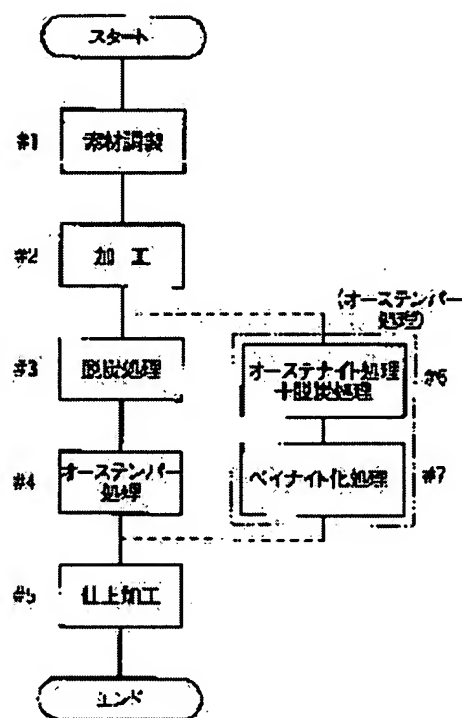 スタート
#1
素材調製
#2
加 工
(オーステンパー
処理)
#3
脱炭処理
オーステナイト処理
+脱炭処理
#6
#4
オーステンパー
処理
ベイナイト化処理
#7
#5
仕上加工
エンド